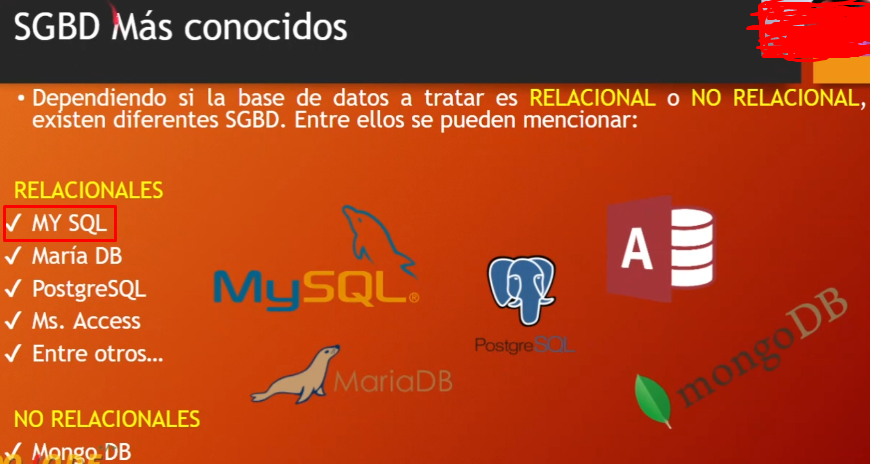 SGBD Más conocidos
• Dependiendo si la base de datos a tratar es RELACIONAL o NO RELACIONAL,
existen diferentes SGBD. Entre ellos se pueden mencionar:
RELACIONALES
✓ MY SQL
✓ María DB
✓ PostgreSQL
✓ Ms. Access
✓ Entre otros...
MySQL®
PostgreSQL
A
MariaDB
mongoDB
NO RELACIONALES
✓ Mongo DB